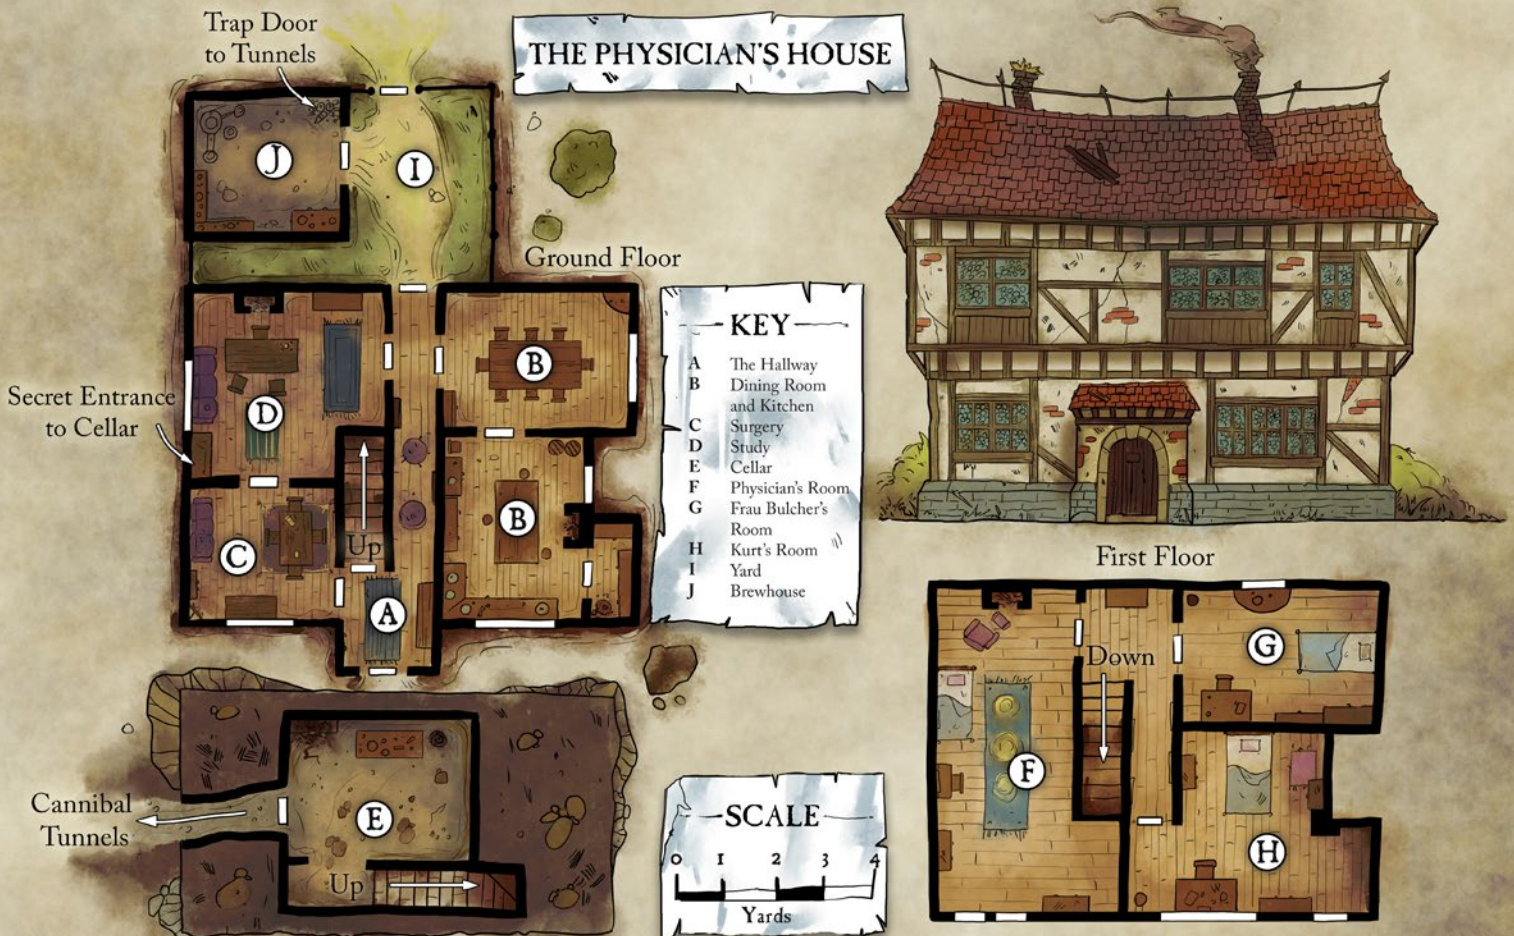 Trap Door
to Tunnels
THE PHYSICIAN'S HOUSE
J
I
Ground Floor
B
D
Secret Entrance
to Cellar
C
Up
B
A
KEY
A The Hallway
B Dining Room
and Kitchen
C Surgery
D Study
E Cellar
F Physician's Room
G Frau Bulcher's
Room
H Kurt's Room
I Yard
J Brewhouse
First Floor
G
Down
F
H
Cannibal
Tunnels
E
Up
SCALE
0 1 2 3 4
Yards